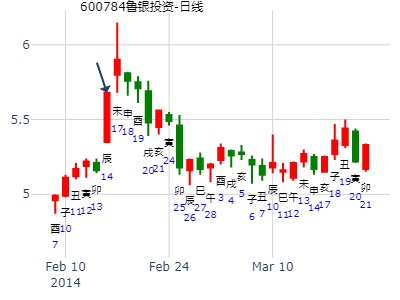 600784鲁银投资-日线
6
5.5
5
酉 子 丑 寅 卯 辰 未 申 酉 戌 亥 寅 卯 辰 巳 午 酉 戌 亥 子 丑 辰 巳 午 未 申 亥 子 丑 寅 卯
7 10 11 12 13 14 17 18 19 20 21 24 25 26 27 28 3 4 5 6 7 10 11 12 13 14 17 18 19 20 21
Feb 10 Feb 24 Mar 10
2014